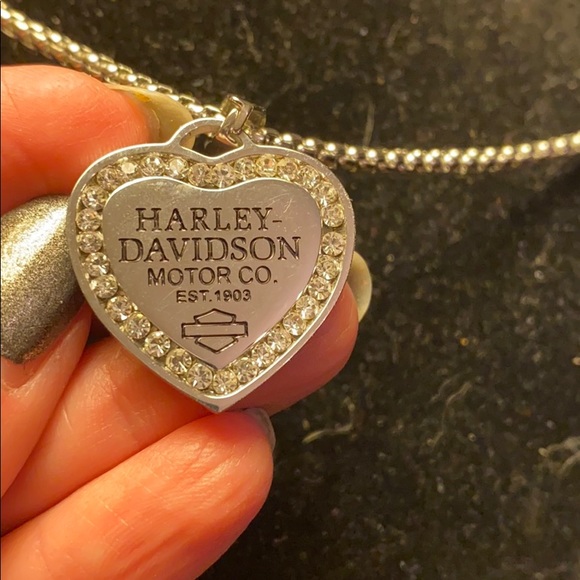 HARLEY-
DAVIDSON
MOTOR CO.
EST.1903